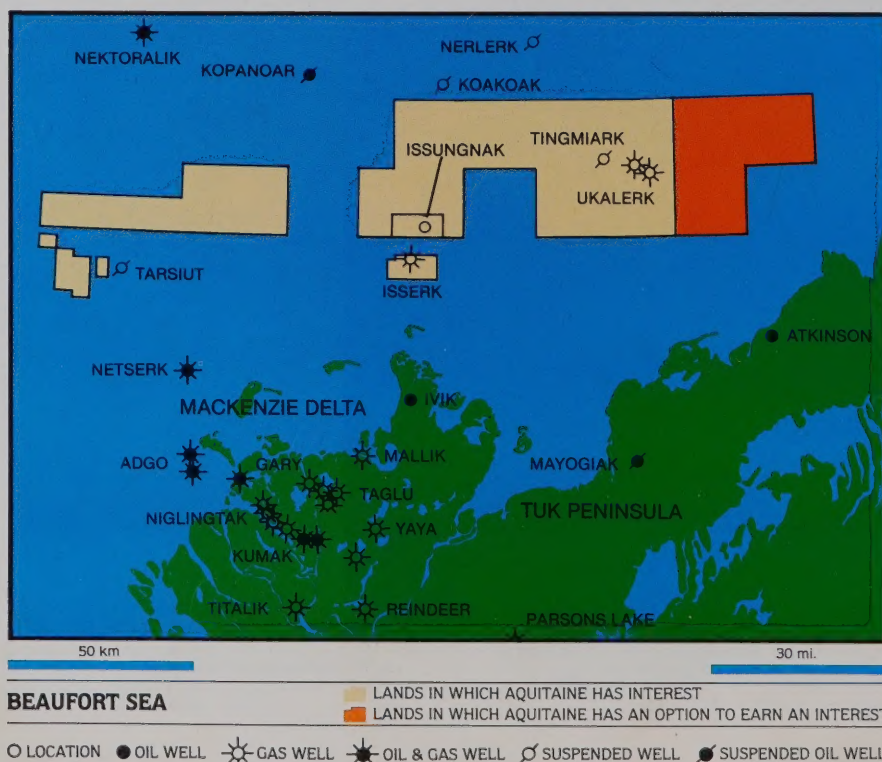 NEKTORALIK
KOPANOAR
NERLERK
KOAKOAK
ISSUNGNAK
TINGMIARK
UKALERK
TARSIUT
ISSERK
NETSERK
ATKINSON
MACKENZIE DELTA
IVIK
ADGO
GARY
MALLIK
MAYOGIAK
TAGLU
NIGLINGTAK
YAYA
TUK PENINSULA
KUMAK
TITALIK
REINDEER
PARSONS LAKE
50 km
30 mi.
BEAUFORT SEA
LANDS IN WHICH AQUITAINE HAS INTEREST
LANDS IN WHICH AQUITAINE HAS AN OPTION TO EARN AN INTEREST
LOCATION OIL WELL GAS WELL OIL & GAS WELL SUSPENDED WELL SUSPENDED OIL WELL